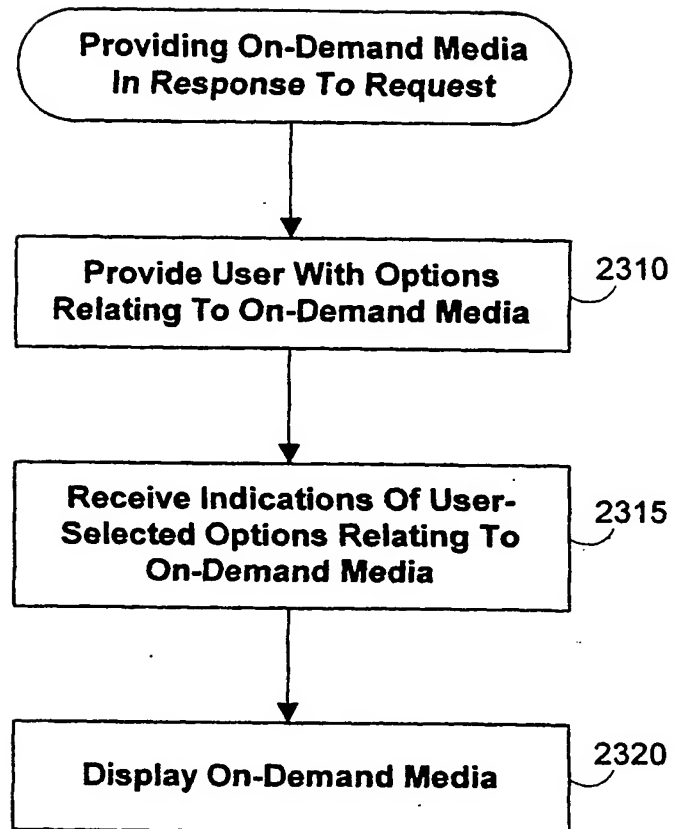 Providing On-Demand Media
In Response To Request
Provide User With Options
Relating To On-Demand Media
2310
Receive Indications Of User-
Selected Options Relating To
On-Demand Media
2315
Display On-Demand Media
2320